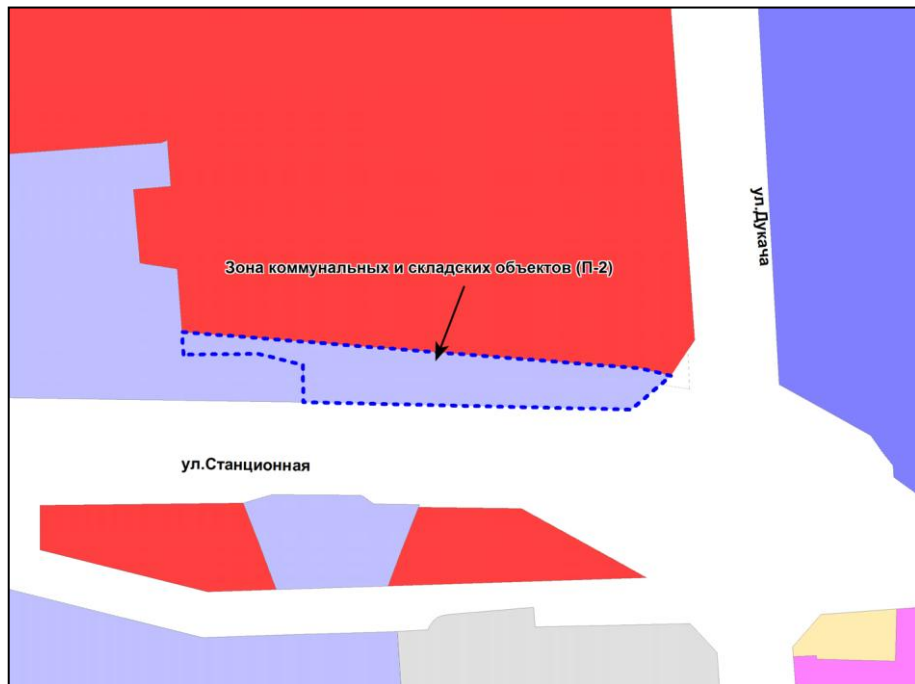 ул.Дукача
Зона коммунальных и складских объектов (П-2)
ул.Станционная